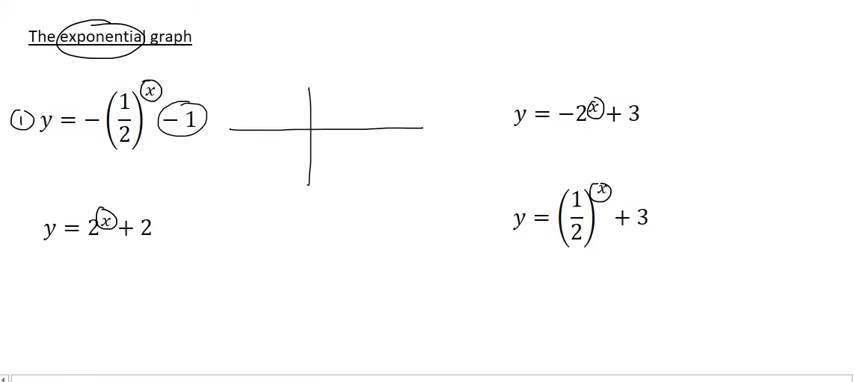 The exponential graph
① y = −(1/2)^x − 1
y = −2^x + 3
y = 2^x + 2
y = (1/2)^x + 3